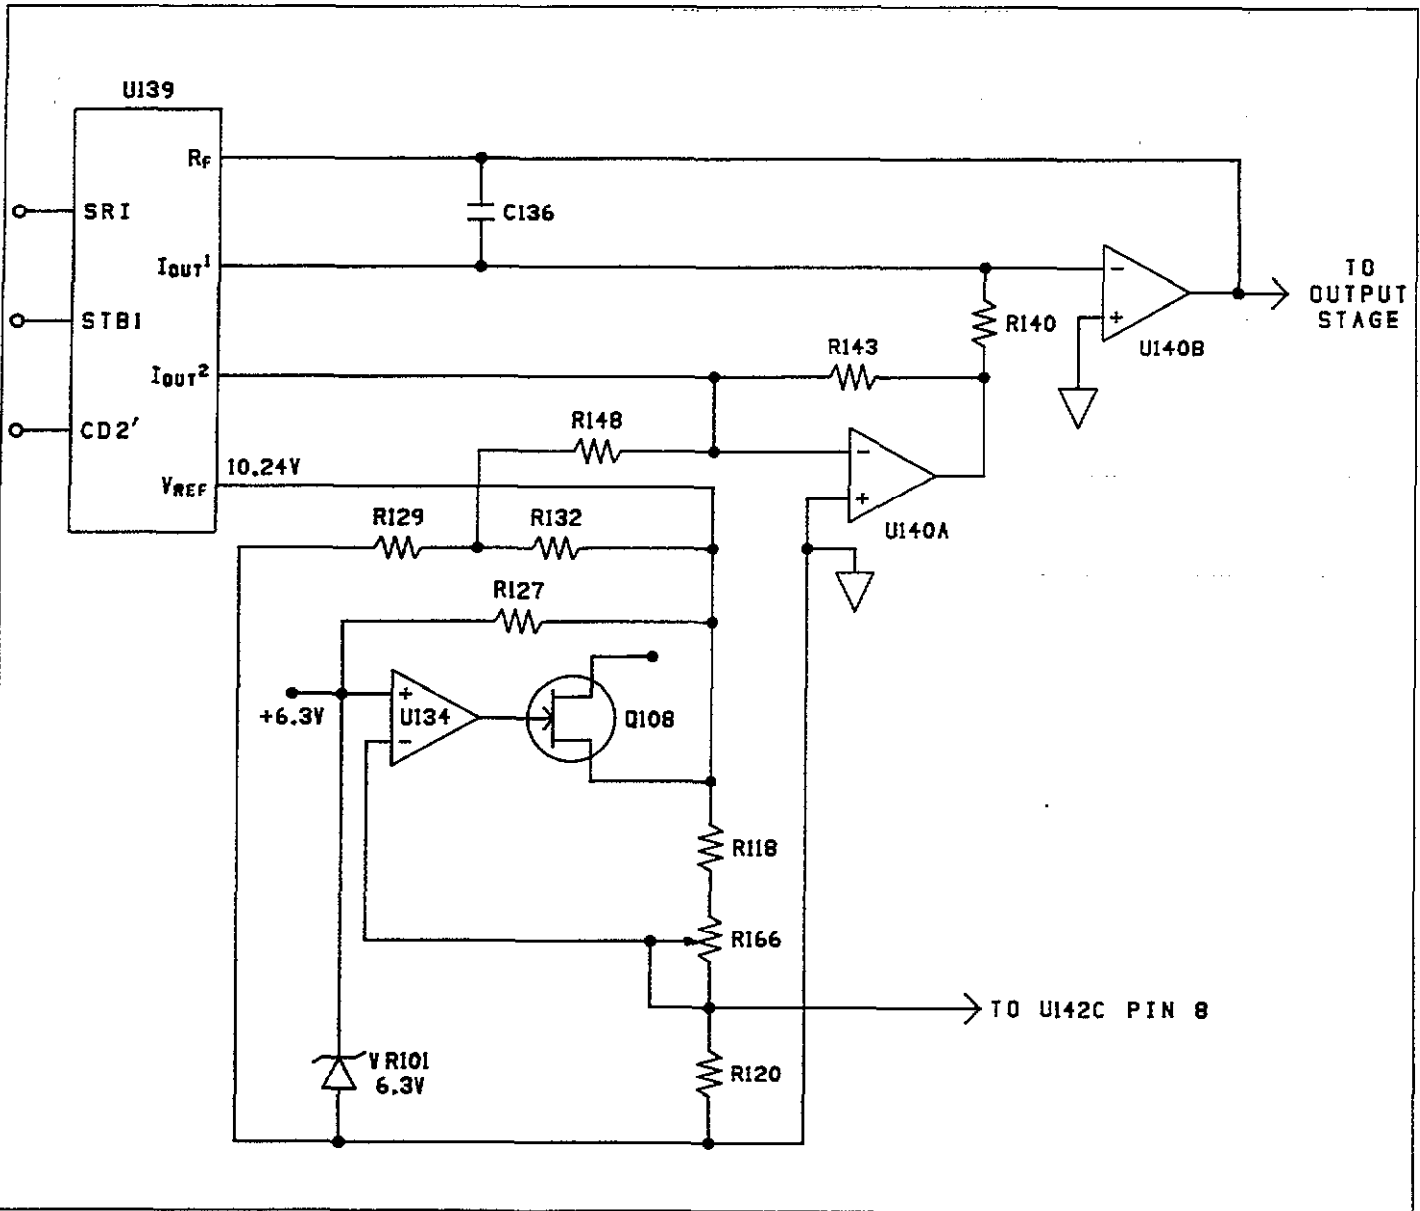 U139
RF
SRI
C136
IOUT1
TO
OUTPUT
STAGE
-
+
U140B
STB1
R140
R143
IOUT2
R148
CD2'
10.24V
VREF
-
+
U140A
R129
R132
R127
+6.3V
+
U134
-
Q108
R118
R166
TO U142C PIN 8
VR101
6.3V
R120